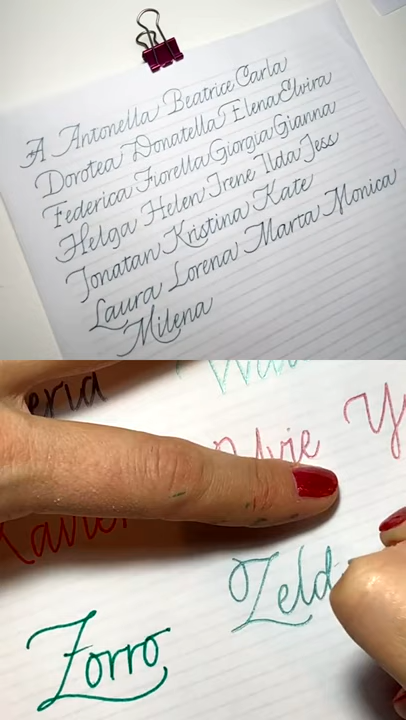 A Antonella Beatrice Carla
Dorotea Donatella Elena Elvira
Federica Fiorella Giorgia Gianna
Helga Helen Irene Ilda Jess
Jonatan Kristina Kate
Laura Lorena Marta Monica
Milena
Xavier
Zeld
Zorro